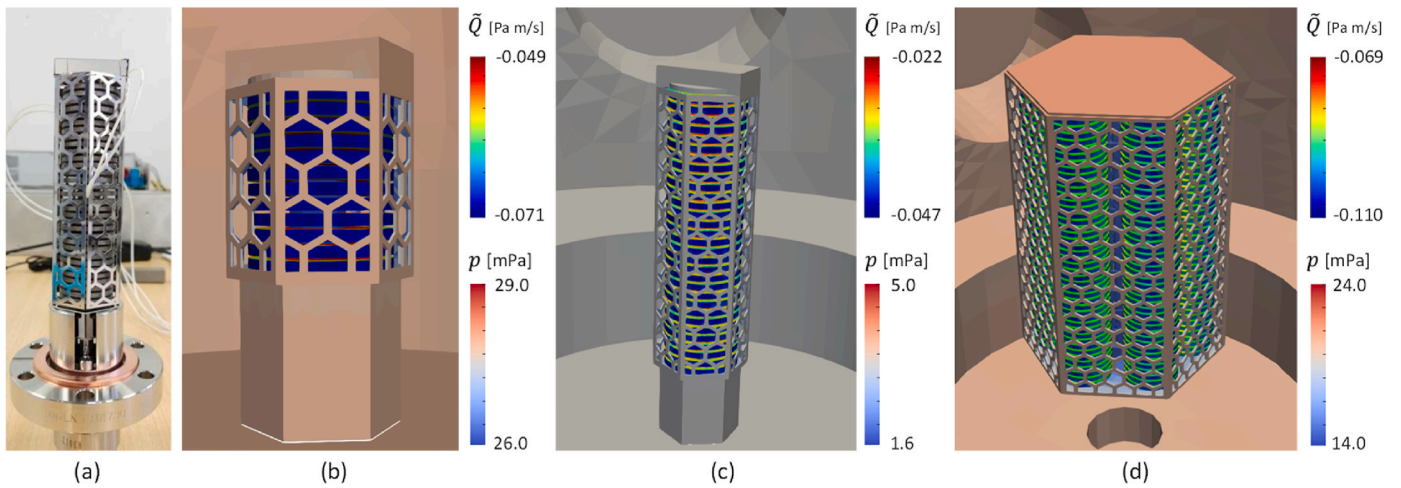 Q̃ [Pa m/s]
-0.049
-0.071
p [mPa]
29.0
26.0
Q̃ [Pa m/s]
-0.022
-0.047
p [mPa]
5.0
1.6
Q̃ [Pa m/s]
-0.069
-0.110
p [mPa]
24.0
14.0
(a)
(b)
(c)
(d)